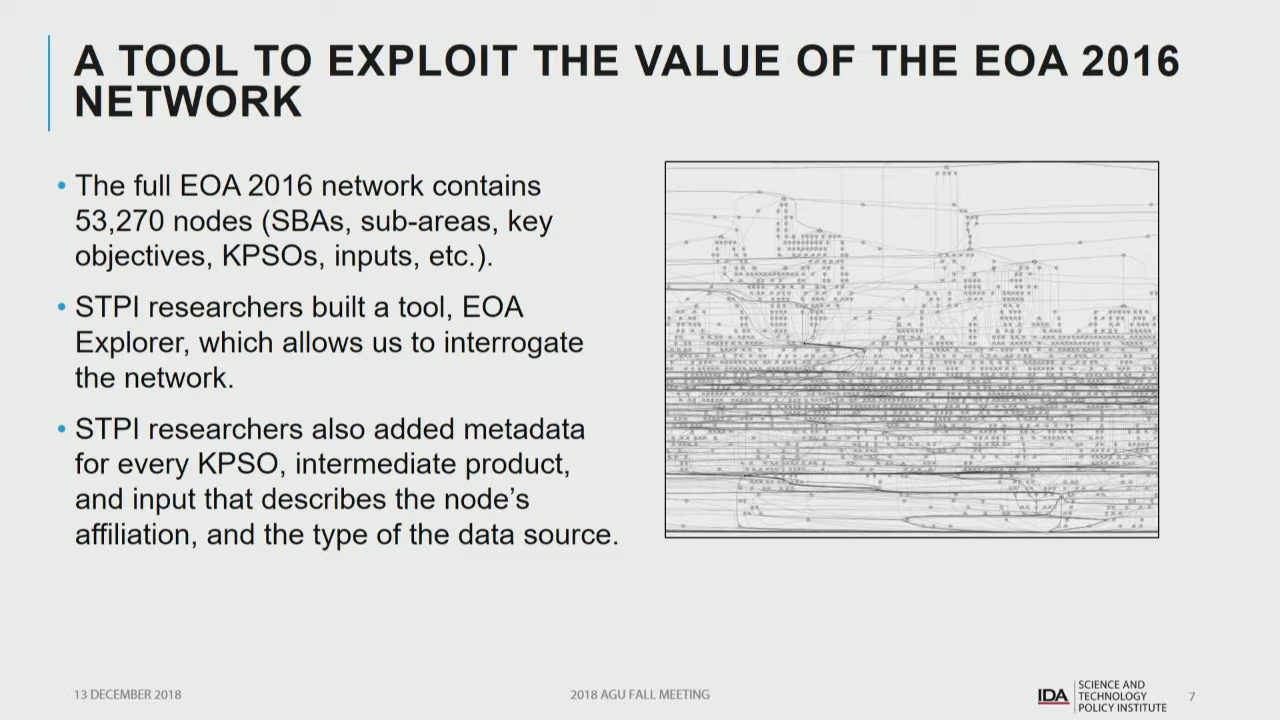 A TOOL TO EXPLOIT THE VALUE OF THE EOA 2016
NETWORK
• The full EOA 2016 network contains
53,270 nodes (SBAs, sub-areas, key
objectives, KPSOs, inputs, etc.).
• STPI researchers built a tool, EOA
Explorer, which allows us to interrogate
the network.
• STPI researchers also added metadata
for every KPSO, intermediate product,
and input that describes the node’s
affiliation, and the type of the data source.
13 DECEMBER 2018
2018 AGU FALL MEETING
IDA
SCIENCE AND
TECHNOLOGY
POLICY INSTITUTE
7